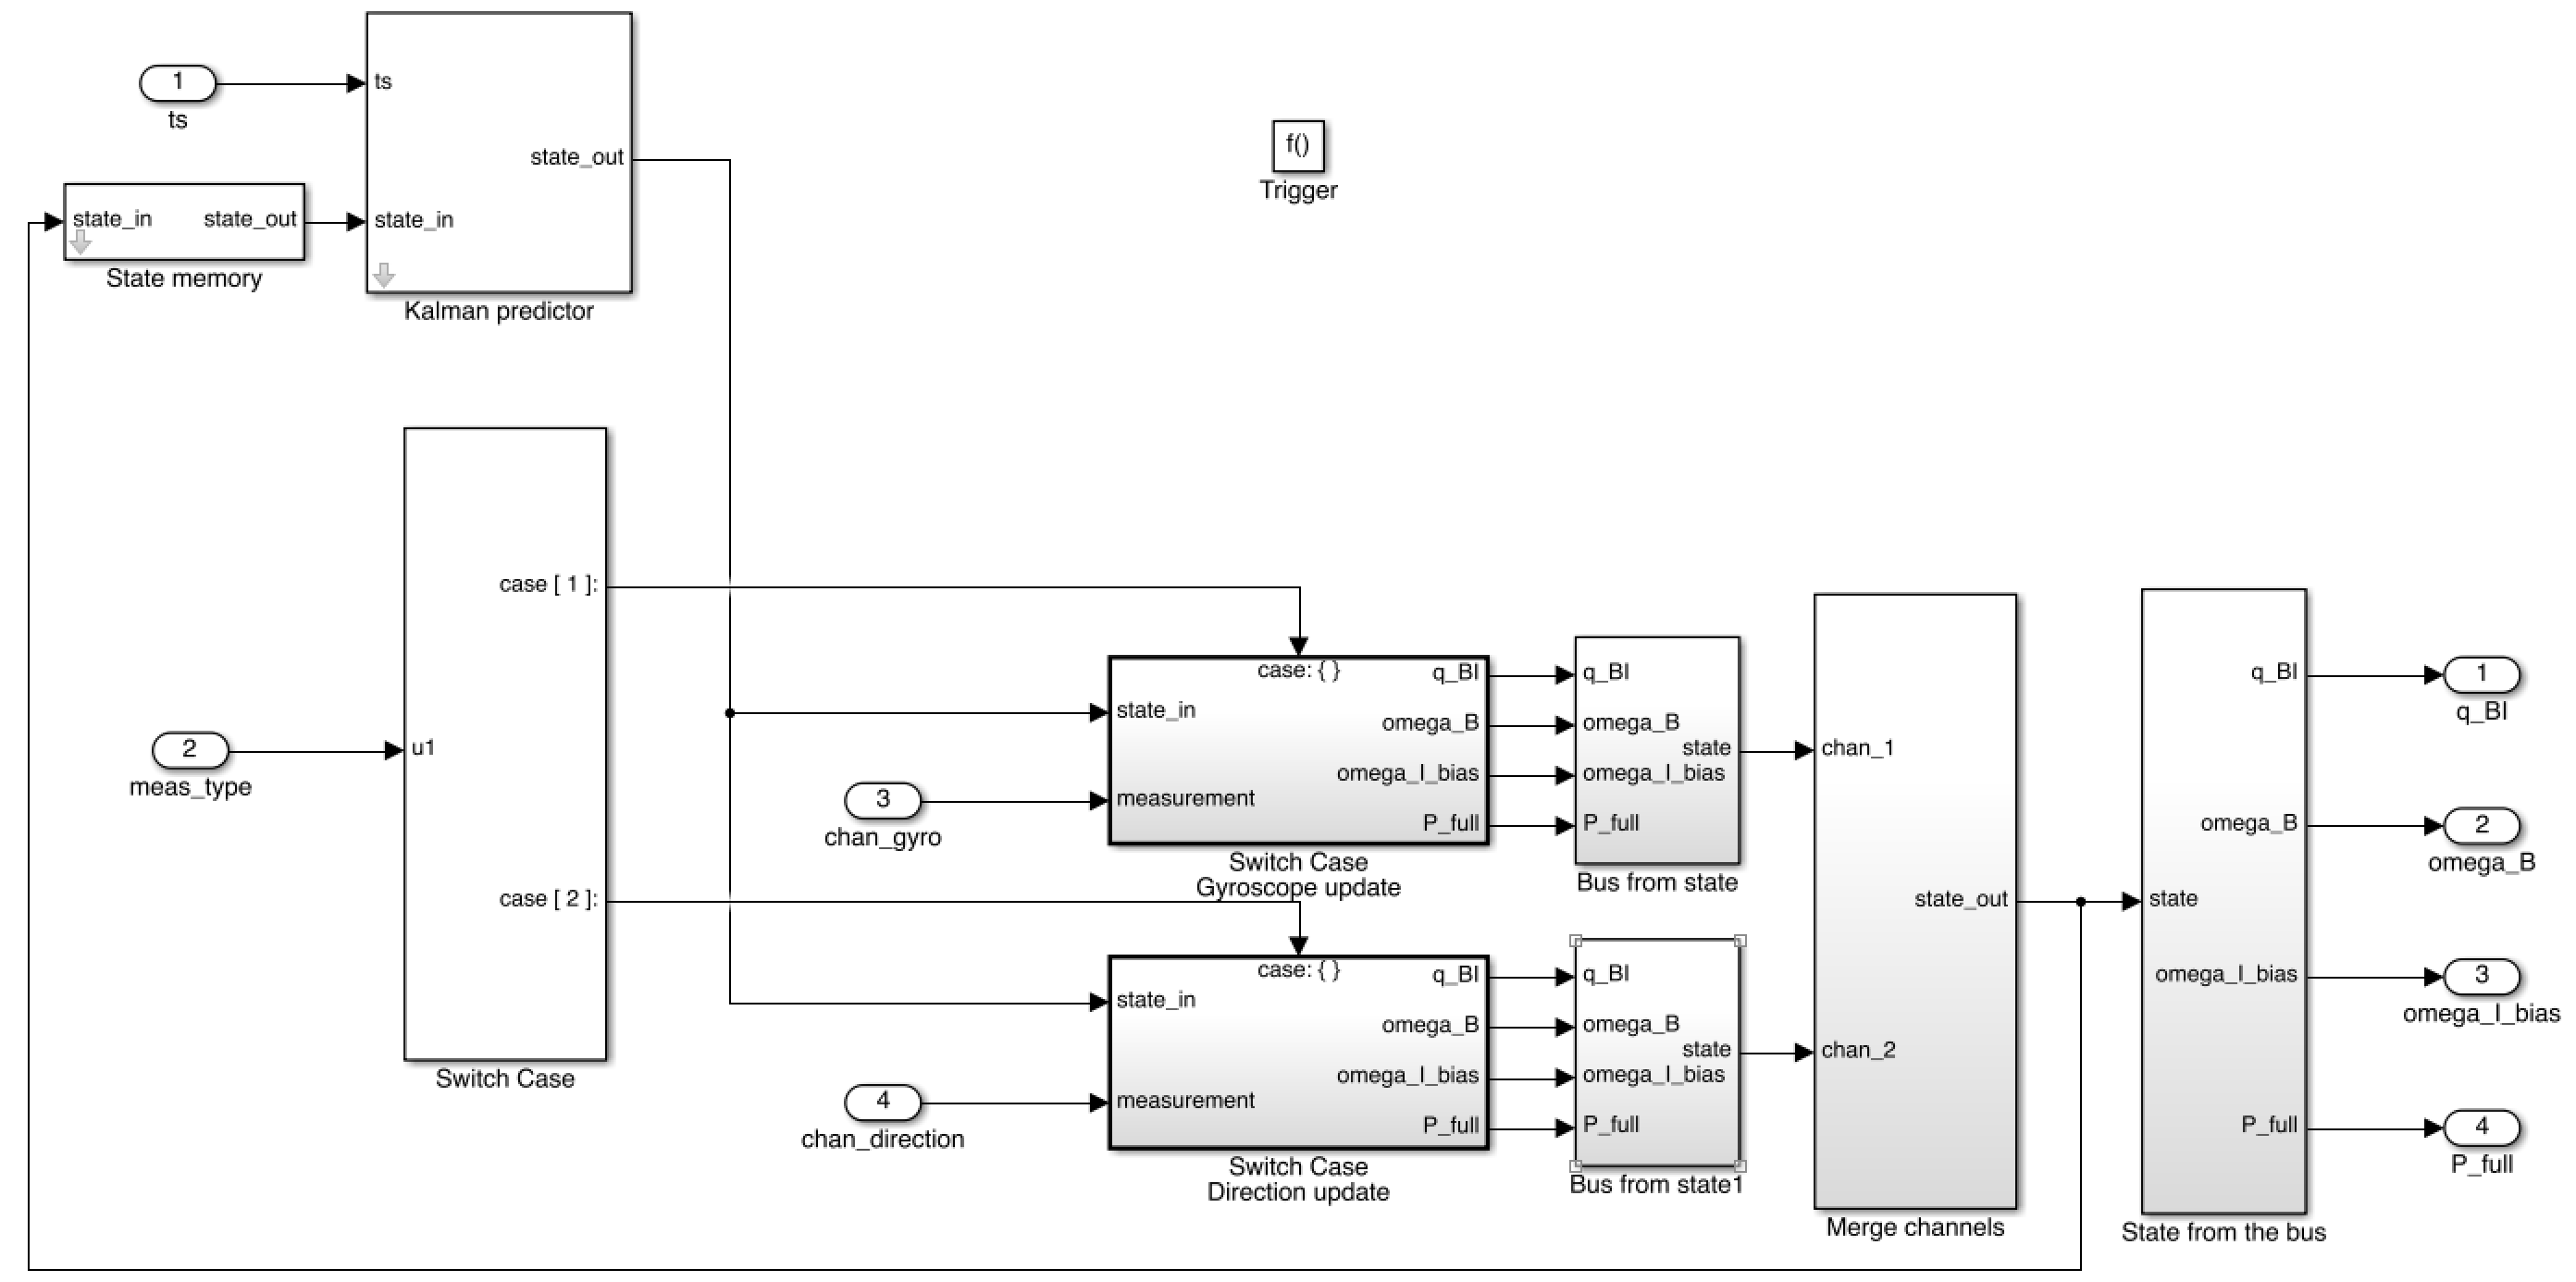 1
ts
ts
state_in
state_out
Kalman predictor
state_in state_out
State memory
f()
Trigger
2
meas_type
u1
case [ 1 ]:
case [ 2 ]:
Switch Case
3
chan_gyro
case: { }
state_in
measurement
q_BI
omega_B
omega_I_bias
P_full
Switch Case
Gyroscope update
q_BI
omega_B
omega_I_bias
P_full
state
Bus from state
4
chan_direction
case: { }
state_in
measurement
q_BI
omega_B
omega_I_bias
P_full
Switch Case
Direction update
q_BI
omega_B
omega_I_bias
P_full
state
Bus from state1
chan_1
chan_2
state_out
Merge channels
state
q_BI
omega_B
omega_I_bias
P_full
State from the bus
1
q_BI
2
omega_B
3
omega_I_bias
4
P_full